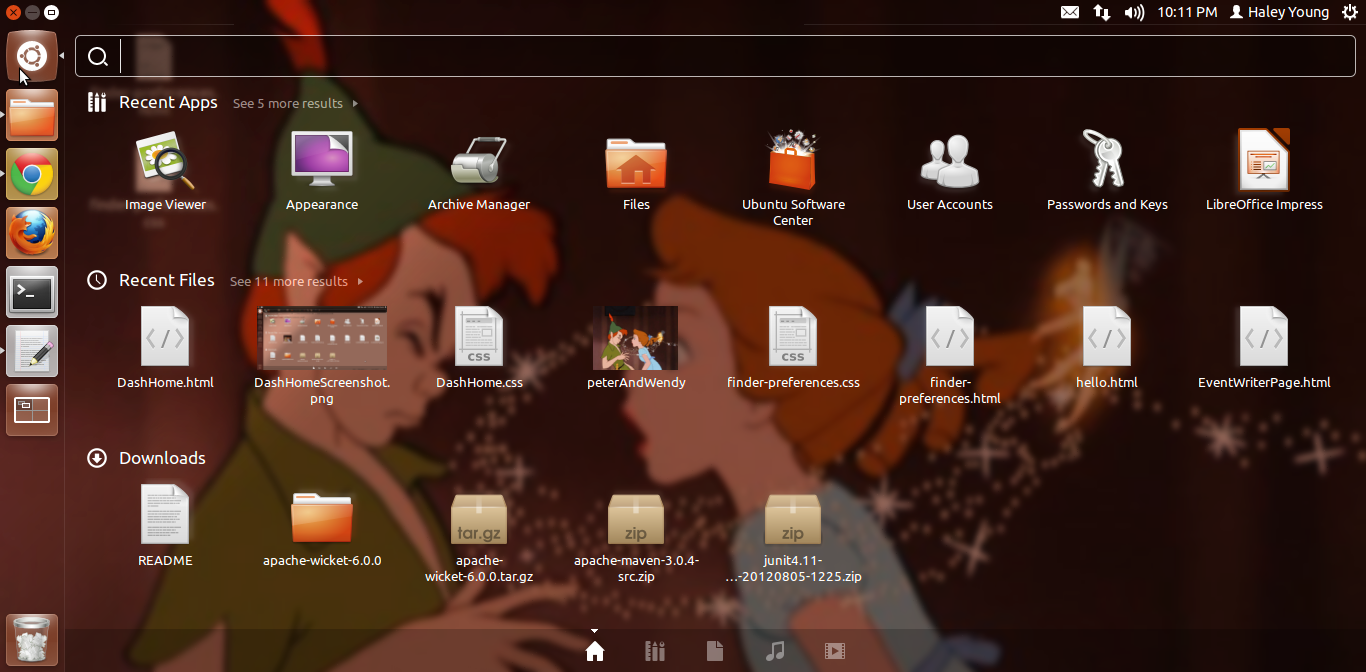 10:11 PM Haley Young
Recent Apps See 5 more results
Image Viewer
Appearance
Archive Manager
Files
Ubuntu Software
Center
User Accounts
Passwords and Keys
LibreOffice Impress
Recent Files See 11 more results
DashHome.html
DashHomeScreenshot.
png
DashHome.css
peterAndWendy
finder-preferences.css
finder-
preferences.html
hello.html
EventWriterPage.html
css
css
Downloads
README
apache-wicket-6.0.0
tar.gz
apache-
wicket-6.0.0.tar.gz
zip
apache-maven-3.0.4-
src.zip
zip
junit4.11-
...-20120805-1225.zip